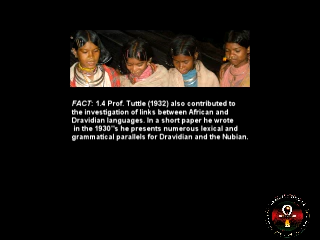 FACT: 1.4 Prof. Tuttle (1932) also contributed to
the investigation of links between African and
Dravidian languages. In a short paper he wrote
in the 1930"s he presents numerous lexical and
grammatical parallels for Dravidian and the Nubian.